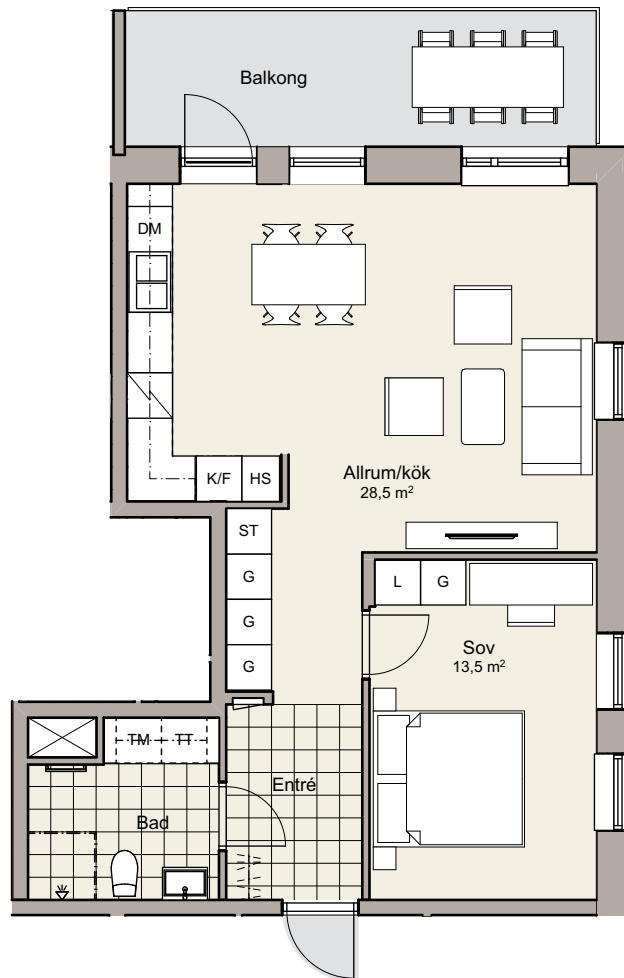 Balkong
DM
K/F HS
Allrum/kök
28,5 m²
ST
G
G
G
L G
Sov
13,5 m²
TM TT
Entré
Bad